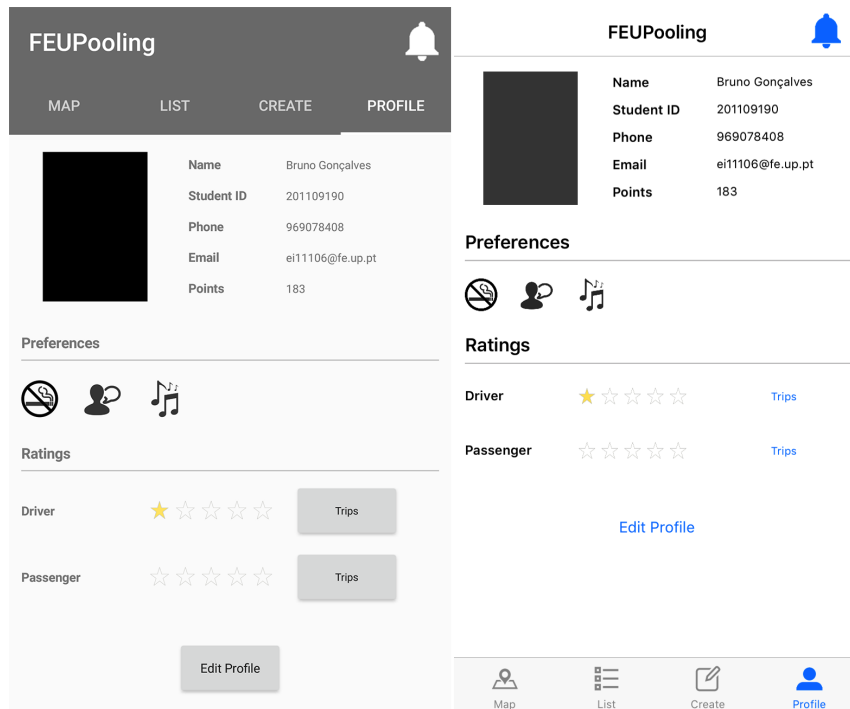 FEUPooling
MAP LIST CREATE PROFILE
Name Bruno Gonçalves
Student ID 201109190
Phone 969078408
Email ei11106@fe.up.pt
Points 183
Preferences
Ratings
Driver Trips
Passenger Trips
Edit Profile
FEUPooling
Name Bruno Gonçalves
Student ID 201109190
Phone 969078408
Email ei11106@fe.up.pt
Points 183
Preferences
Ratings
Driver Trips
Passenger Trips
Edit Profile
Map List Create Profile